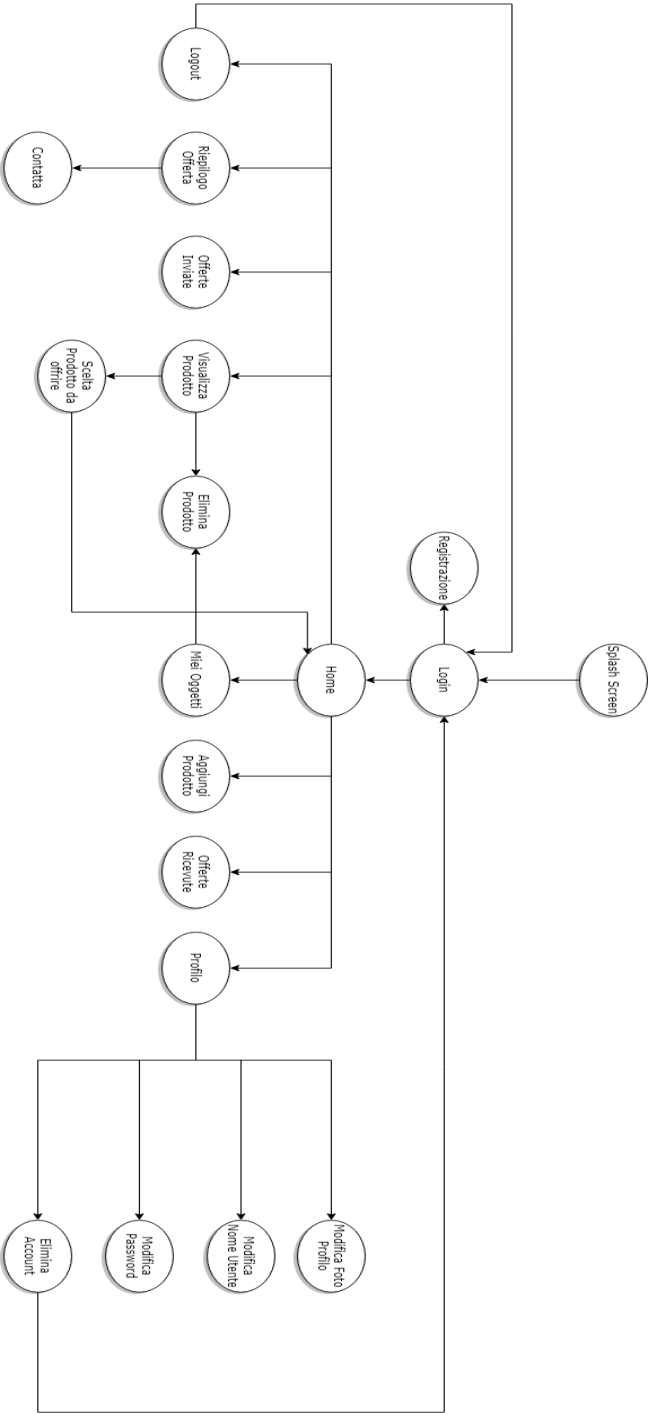 Splash Screen
Registrazione
Login
Home
Logout
Riepilogo
Offerta
Offerte
Inviate
Visualizza
Prodotto
Elimina
Prodotto
Miei Oggetti
Aggiungi
Prodotto
Offerte
Ricevute
Profilo
Contatta
Scelta
Prodotto da
offrire
Modifica Foto
Profilo
Modifica
Nome Utente
Modifica
Password
Elimina
Account